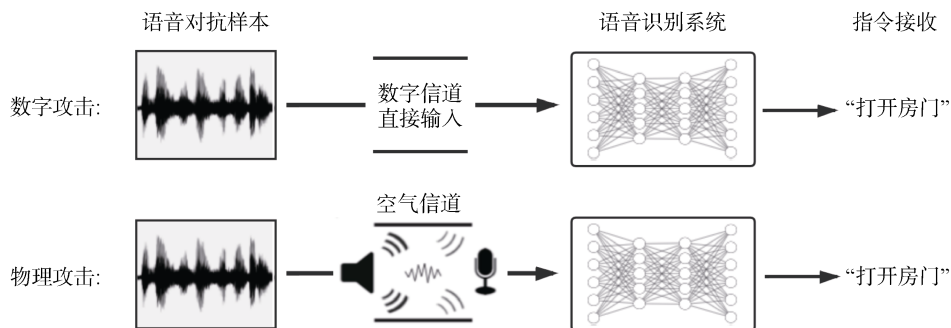 语音对抗样本
语音识别系统
指令接收
数字攻击:
数字信道
直接输入
“打开房门”
空气信道
物理攻击:
“打开房门”